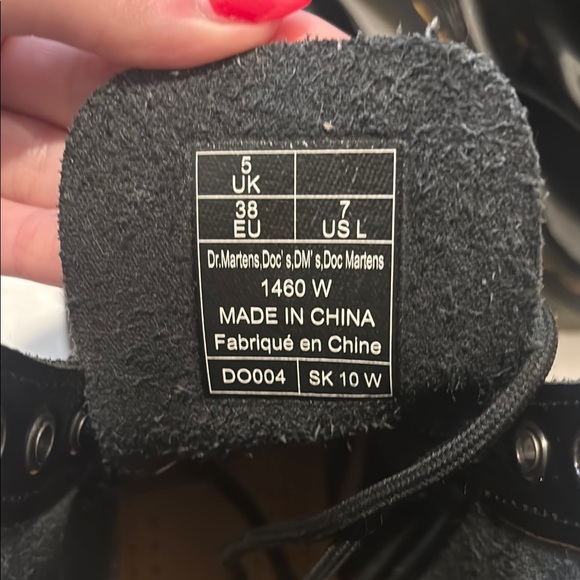 5
UK
38 7
EU US L
Dr.Martens,Doc' s,DM' s,Doc Martens
1460 W
MADE IN CHINA
Fabriqué en Chine
DO004 SK 10 W